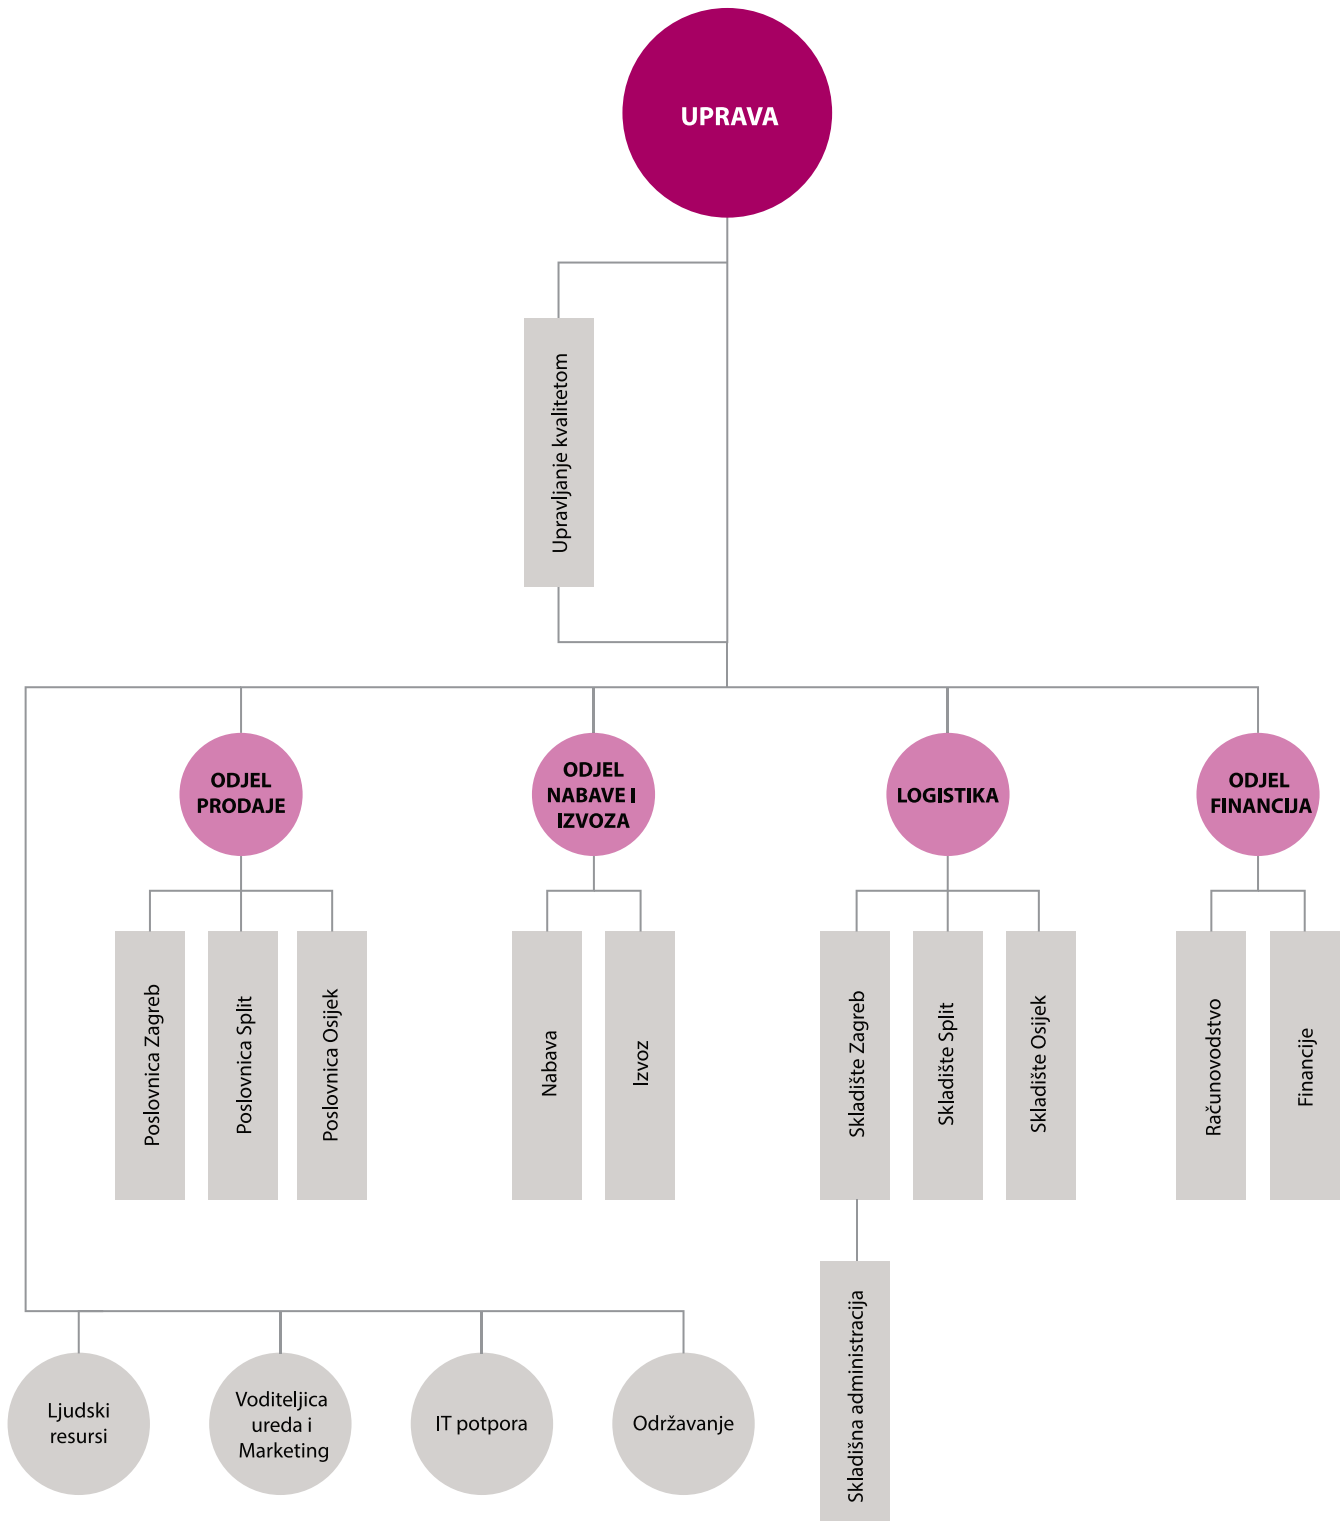 UPRAVA
Upravljanje kvalitetom
ODJEL
PRODAJE
ODJEL
NABAVE I
IZVOZA
LOGISTIKA
ODJEL
FINANCIJA
Poslovnica Zagreb
Poslovnica Split
Poslovnica Osijek
Nabava
Izvoz
Skladište Zagreb
Skladište Split
Skladište Osijek
Računovodstvo
Financije
Skladišna administracija
Ljudski
resursi
Voditeljica
ureda i
Marketing
IT potpora
Održavanje